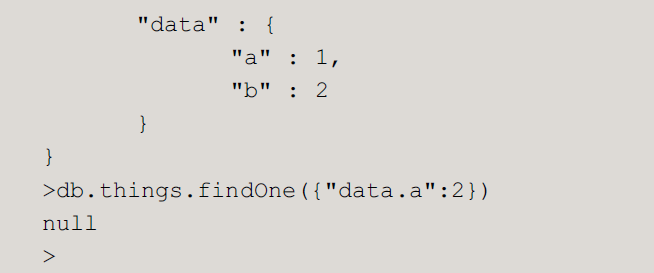 "data" : {
"a" : 1,
"b" : 2
}
}
>db.things.findOne({"data.a":2})
null
>